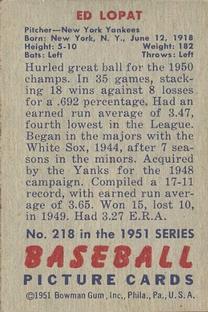 ED LOPAT
Pitcher—New York Yankees
Born: New York, N. Y., June 12, 1918
Height: 5-10 Weight: 182
Bats: Left Throws: Left
Hurled great ball for the 1950
champs. In 35 games, stack-
ing 18 wins against 8 losses
for a .692 percentage. Had an
earned run average of 3.47,
fourth lowest in the League.
Began in the majors with the
White Sox, 1944, after 7 seas-
ons in the minors. Acquired
by the Yanks for the 1948
campaign. Compiled a 17-11
record, with earned run aver-
age of 3.65. Won 15, lost 10,
in 1949. Had 3.27 E.R.A.
No. 218 in the 1951 SERIES
BASEBALL
PICTURE CARDS
©1951 Bowman Gum, Inc., Phila., Pa., U. S. A.